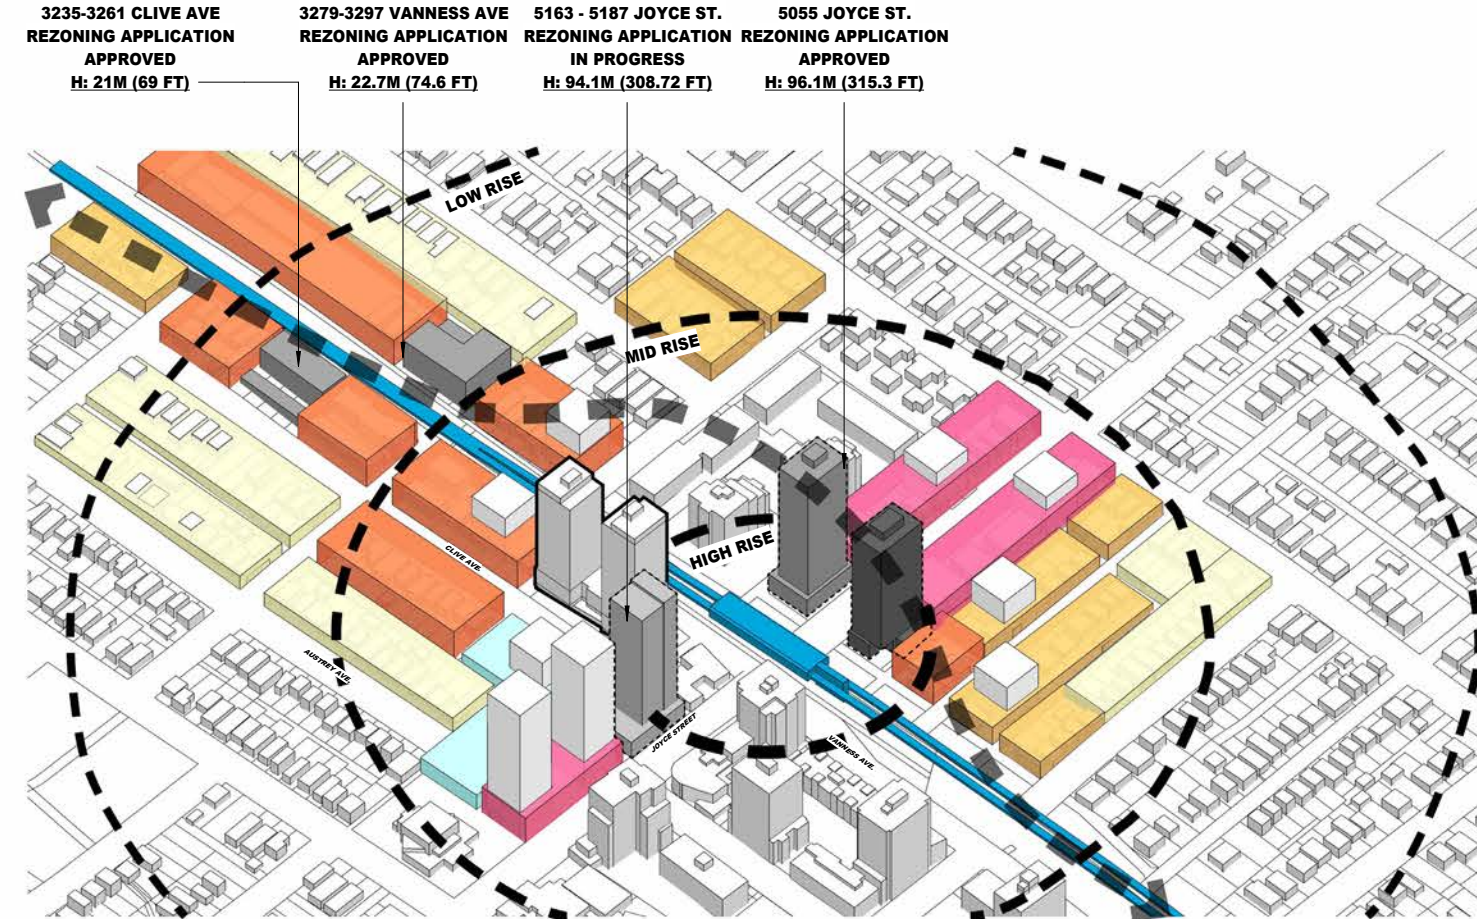 3235-3261 CLIVE AVE
REZONING APPLICATION
APPROVED
H: 21M (69 FT)
3279-3297 VANNESS AVE
REZONING APPLICATION
APPROVED
H: 22.7M (74.6 FT)
5163 - 5187 JOYCE ST.
REZONING APPLICATION
IN PROGRESS
H: 94.1M (308.72 FT)
5055 JOYCE ST.
REZONING APPLICATION
APPROVED
H: 96.1M (315.3 FT)
LOW RISE
MID RISE
HIGH RISE
CLIVE AVE.
AUSTREY AVE.
JOYCE STREET
VANNESS AVE.